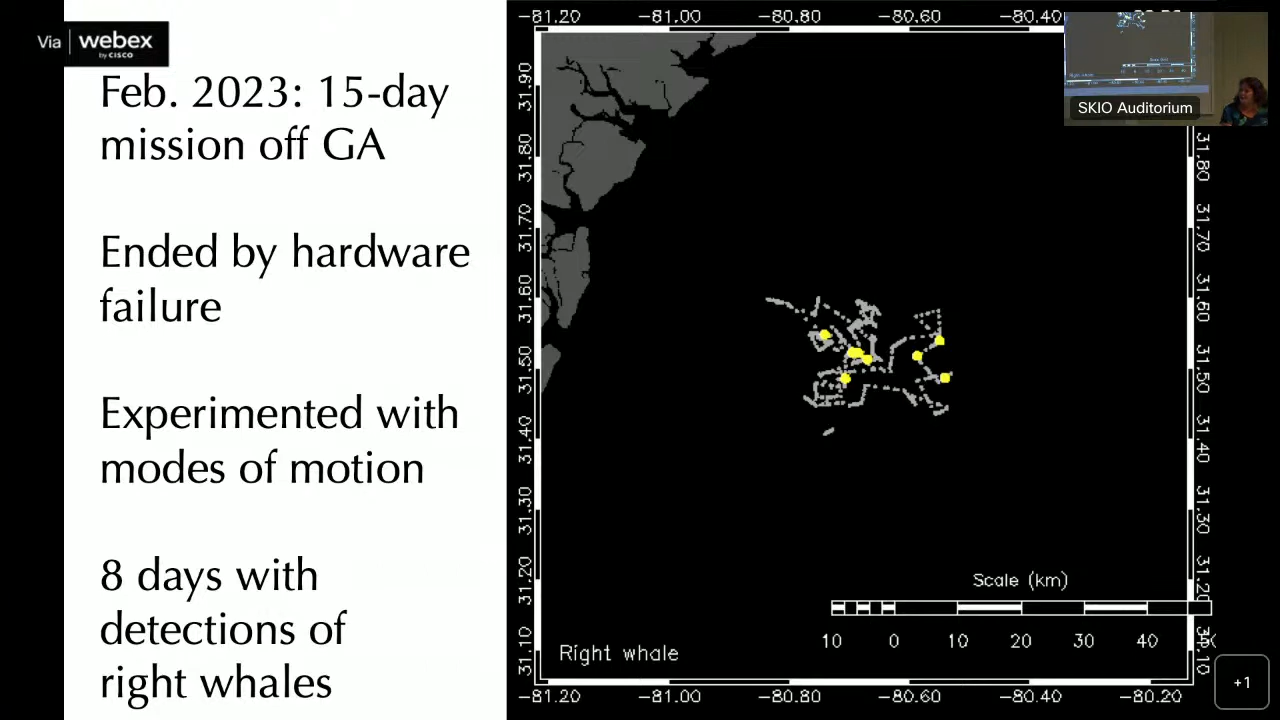 Via webex
by CISCO
Feb. 2023: 15-day
mission off GA
Ended by hardware
failure
Experimented with
modes of motion
8 days with
detections of
right whales
-81.20 -81.00 -80.80 -80.60 -80.40
SKIO Auditorium
31.90
31.80 31.80
31.70 31.70
31.60 31.60
31.50 31.50
31.40 31.40
31.30 31.30
31.20 31.20
31.10
Scale (km)
10 0 10 20 30 40
Right whale
-81.20 -81.00 -80.80 -80.60 -80.40 -80.20
+1